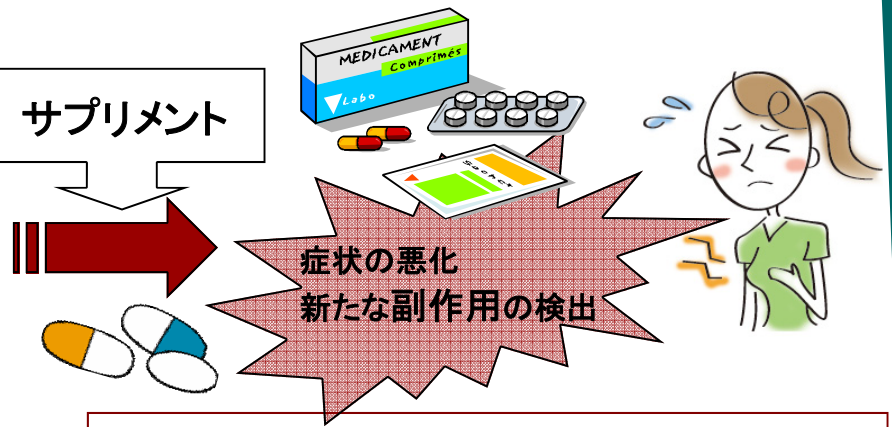 サプリメント
MEDICAMENT
Comprimés
Labo
Sachet
症状の悪化
新たな副作用の検出